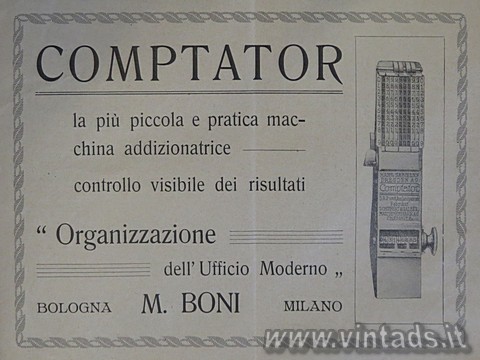 COMPTATOR
la più piccola e pratica mac-
china addizionatrice
controllo visibile dei risultati
“ Organizzazione
dell' Ufficio Moderno „
BOLOGNA M. BONI MILANO
www.vintads.it